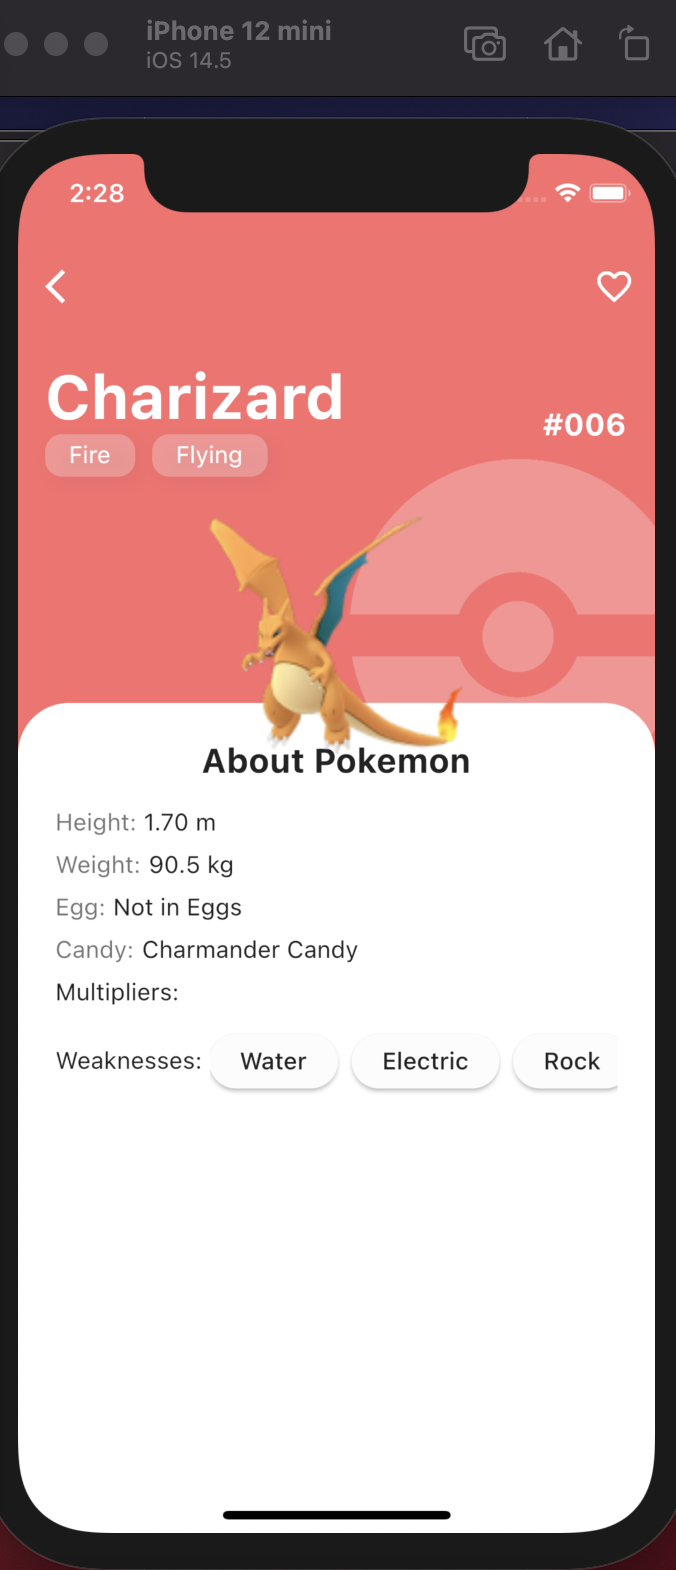 iPhone 12 mini
iOS 14.5
2:28
Charizard
#006
Fire Flying
About Pokemon
Height: 1.70 m
Weight: 90.5 kg
Egg: Not in Eggs
Candy: Charmander Candy
Multipliers:
Weaknesses: Water Electric Rock